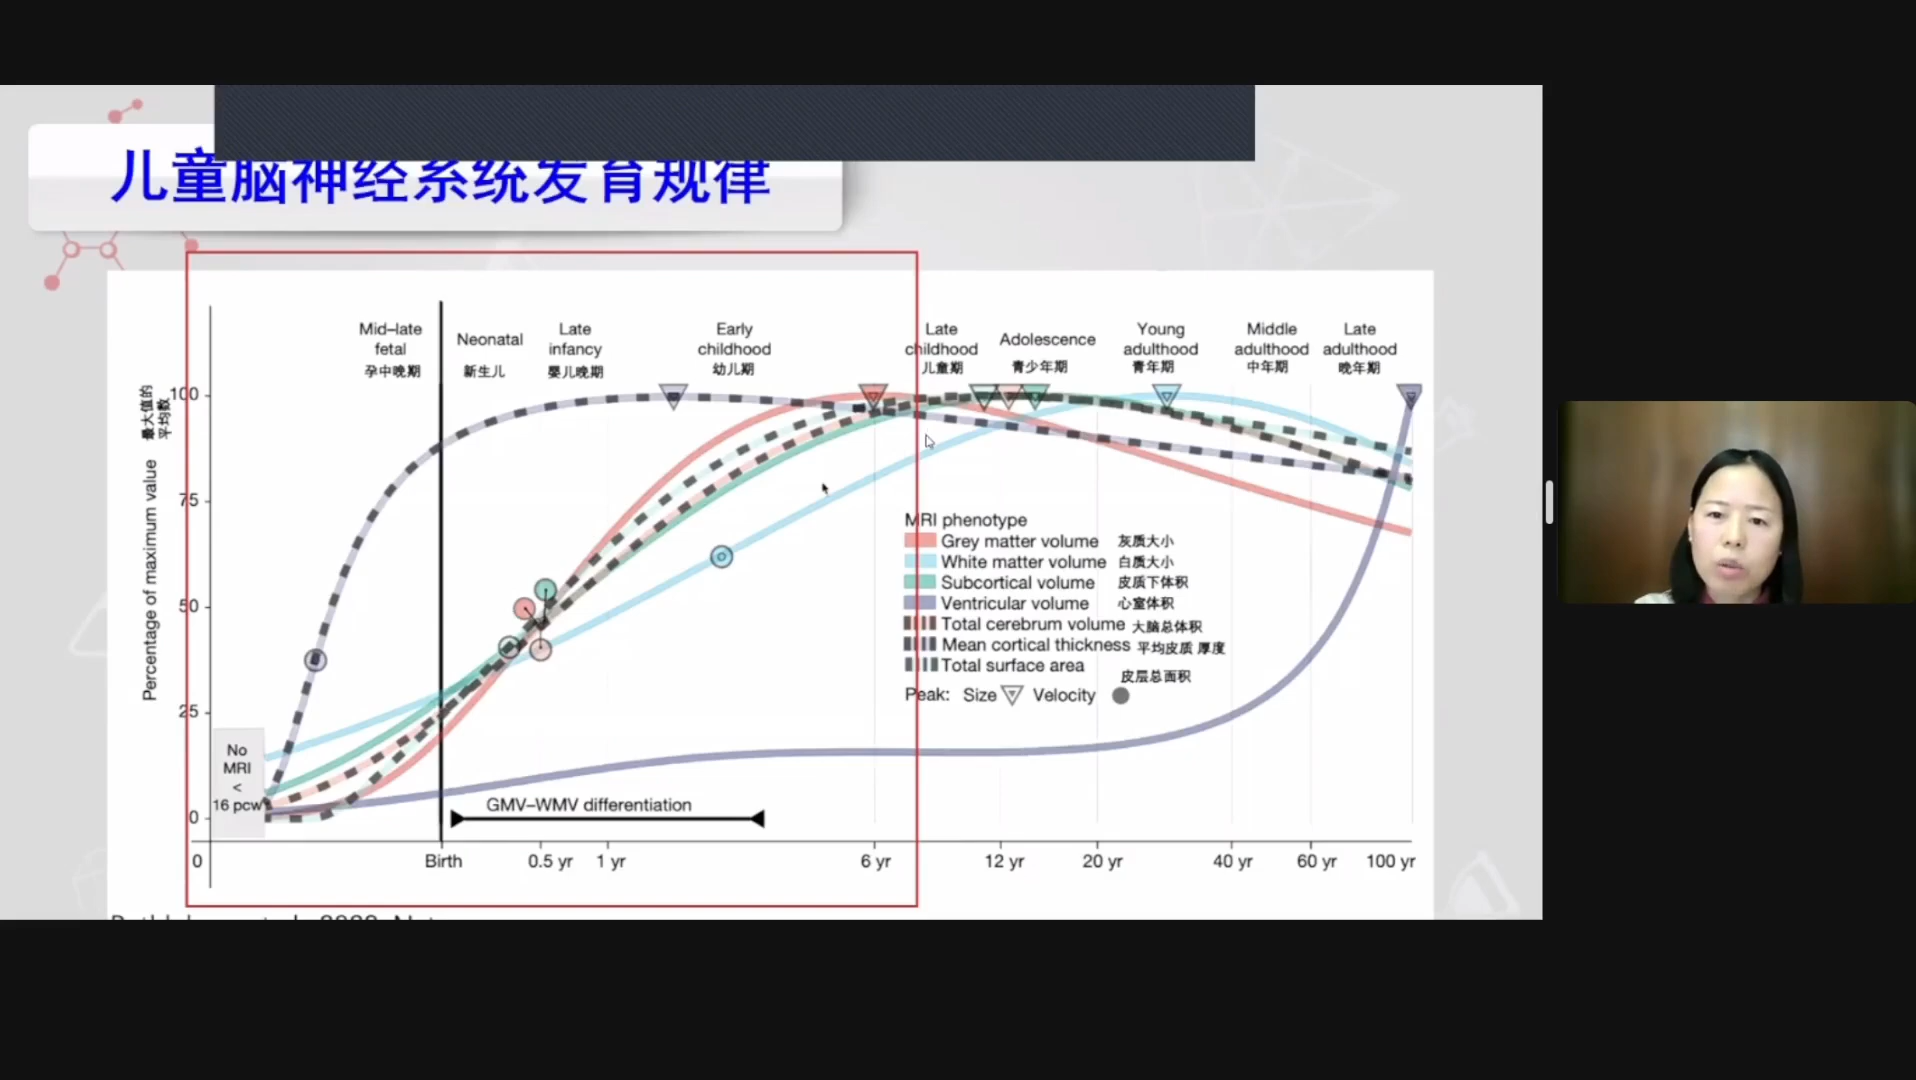 儿童脑神经系统发育规律
Mid–late
fetal
孕中晚期
Neonatal
新生儿
Late
infancy
婴儿晚期
Early
childhood
幼儿期
Late
childhood
儿童期
Adolescence
青少年期
Young
adulthood
青年期
Middle
adulthood
中年期
Late
adulthood
晚年期
最大值的
平均数
Percentage of maximum value
100
75
50
25
0
No
MRI
<
16 pcw
MRI phenotype
Grey matter volume 灰质大小
White matter volume 白质大小
Subcortical volume 皮质下体积
Ventricular volume 心室体积
Total cerebrum volume 大脑总体积
Mean cortical thickness 平均皮质 厚度
Total surface area
皮层总面积
Peak: Size Velocity
GMV–WMV differentiation
0 Birth 0.5 yr 1 yr 6 yr 12 yr 20 yr 40 yr 60 yr 100 yr